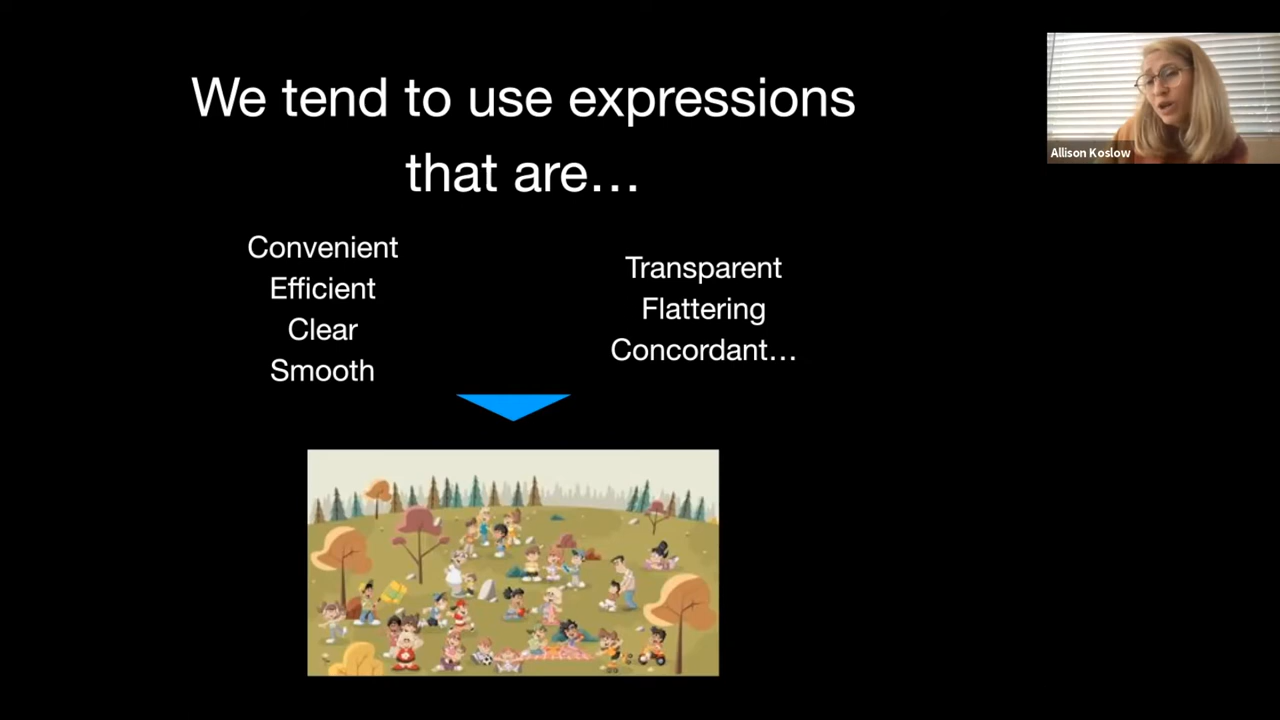 We tend to use expressions
that are…
Convenient
Efficient
Clear
Smooth
Transparent
Flattering
Concordant…
Allison Koslow